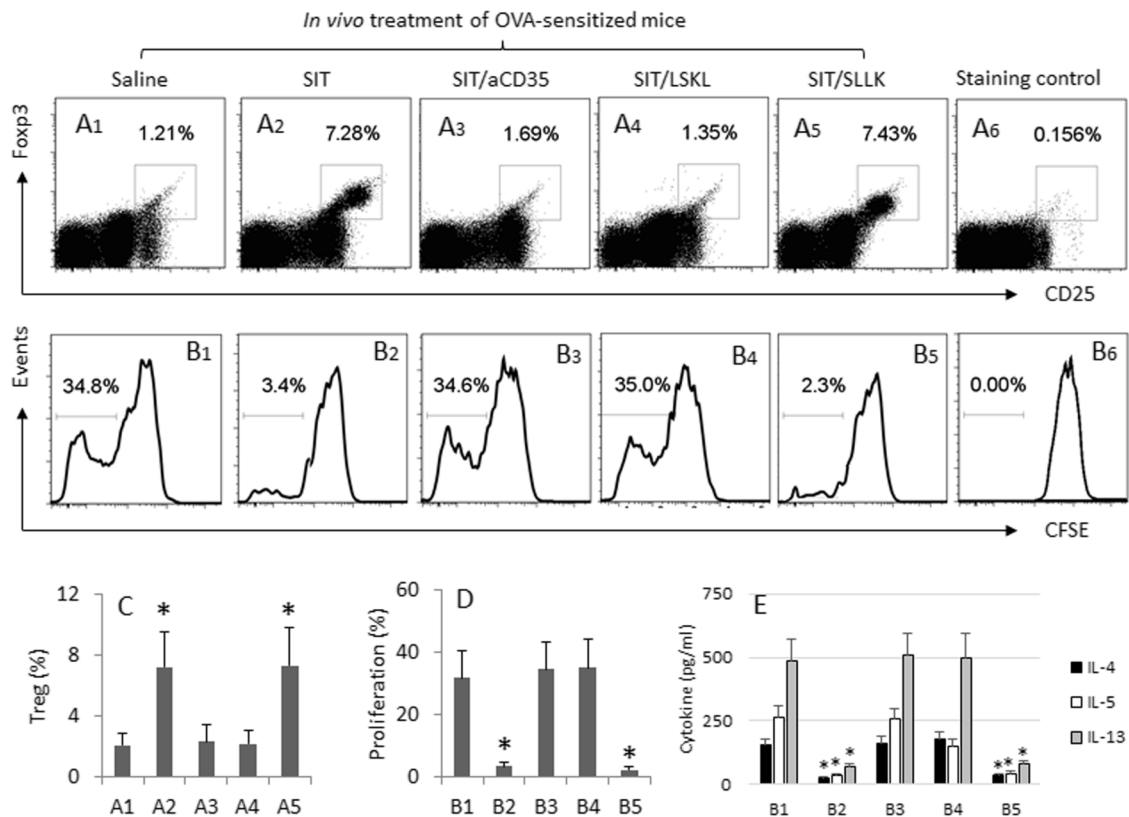 In vivo treatment of OVA-sensitized mice
Saline SIT SIT/aCD35 SIT/LSKL SIT/SLLK Staining control
Foxp3
A1 1.21% A2 7.28% A3 1.69% A4 1.35% A5 7.43% A6 0.156%
CD25
Events
B1 34.8% B2 3.4% B3 34.6% B4 35.0% B5 2.3% B6 0.00%
CFSE
C
Treg (%)
12
8
4
0
* *
A1 A2 A3 A4 A5
D
Proliferation (%)
60
40
20
0
* *
B1 B2 B3 B4 B5
E
Cytokine (pg/ml)
750
500
250
0
* * * * * *
B1 B2 B3 B4 B5
IL-4
IL-5
IL-13